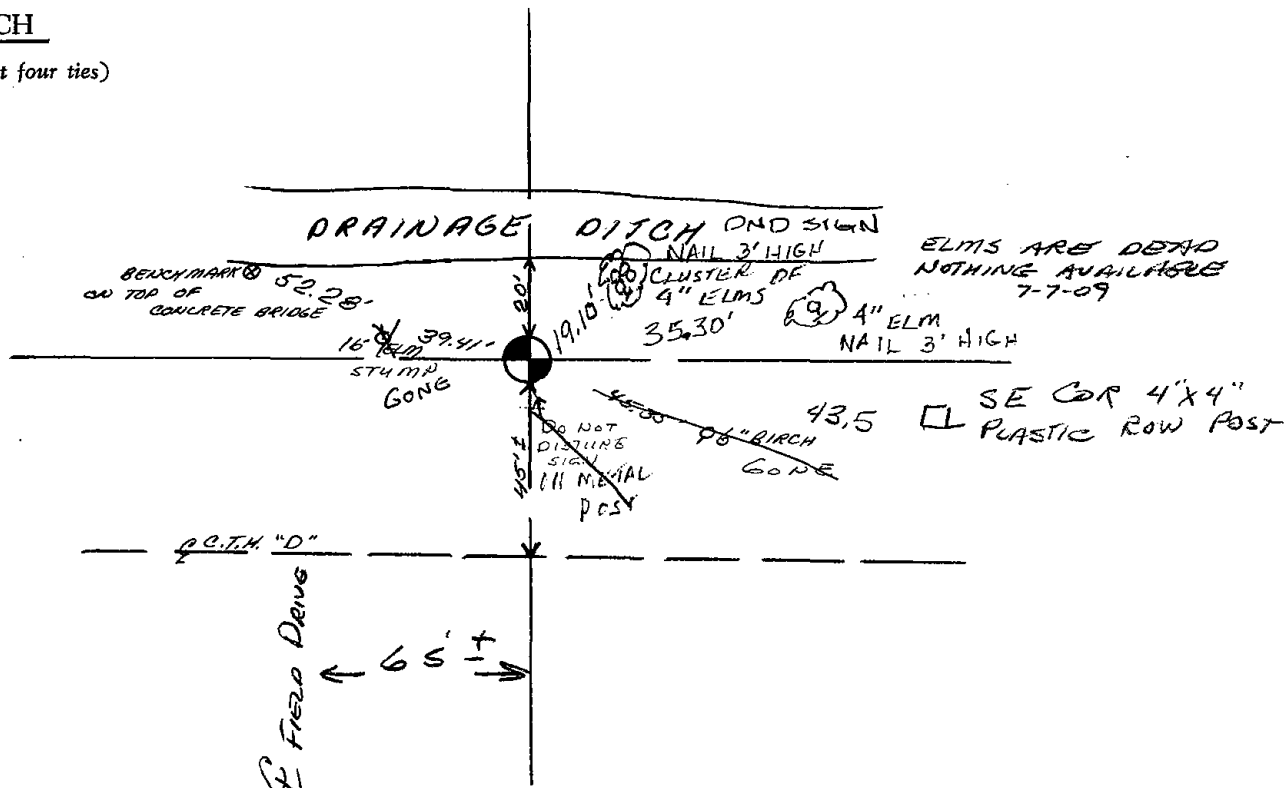 CH
t four ties)
DRAINAGE DITCH
DND SIGN
NAIL 3' HIGH
CLUSTER OF
4" ELMS
ELMS ARE DEAD
NOTHING AVAILABLE
7-7-09
BENCHMARK
ON TOP OF
CONCRETE BRIDGE
52.28'
20'
19.10'
35.30'
4" ELM
NAIL 3' HIGH
16" ELM 39.41'
STUMP
GONE
43.5
SE COR 4"X4"
PLASTIC ROW POST
6" BIRCH
GONE
DO NOT
DISTURB
SIGN
METAL
POST
45'±
C.T.H. "D"
65'±
FIELD DRIVE